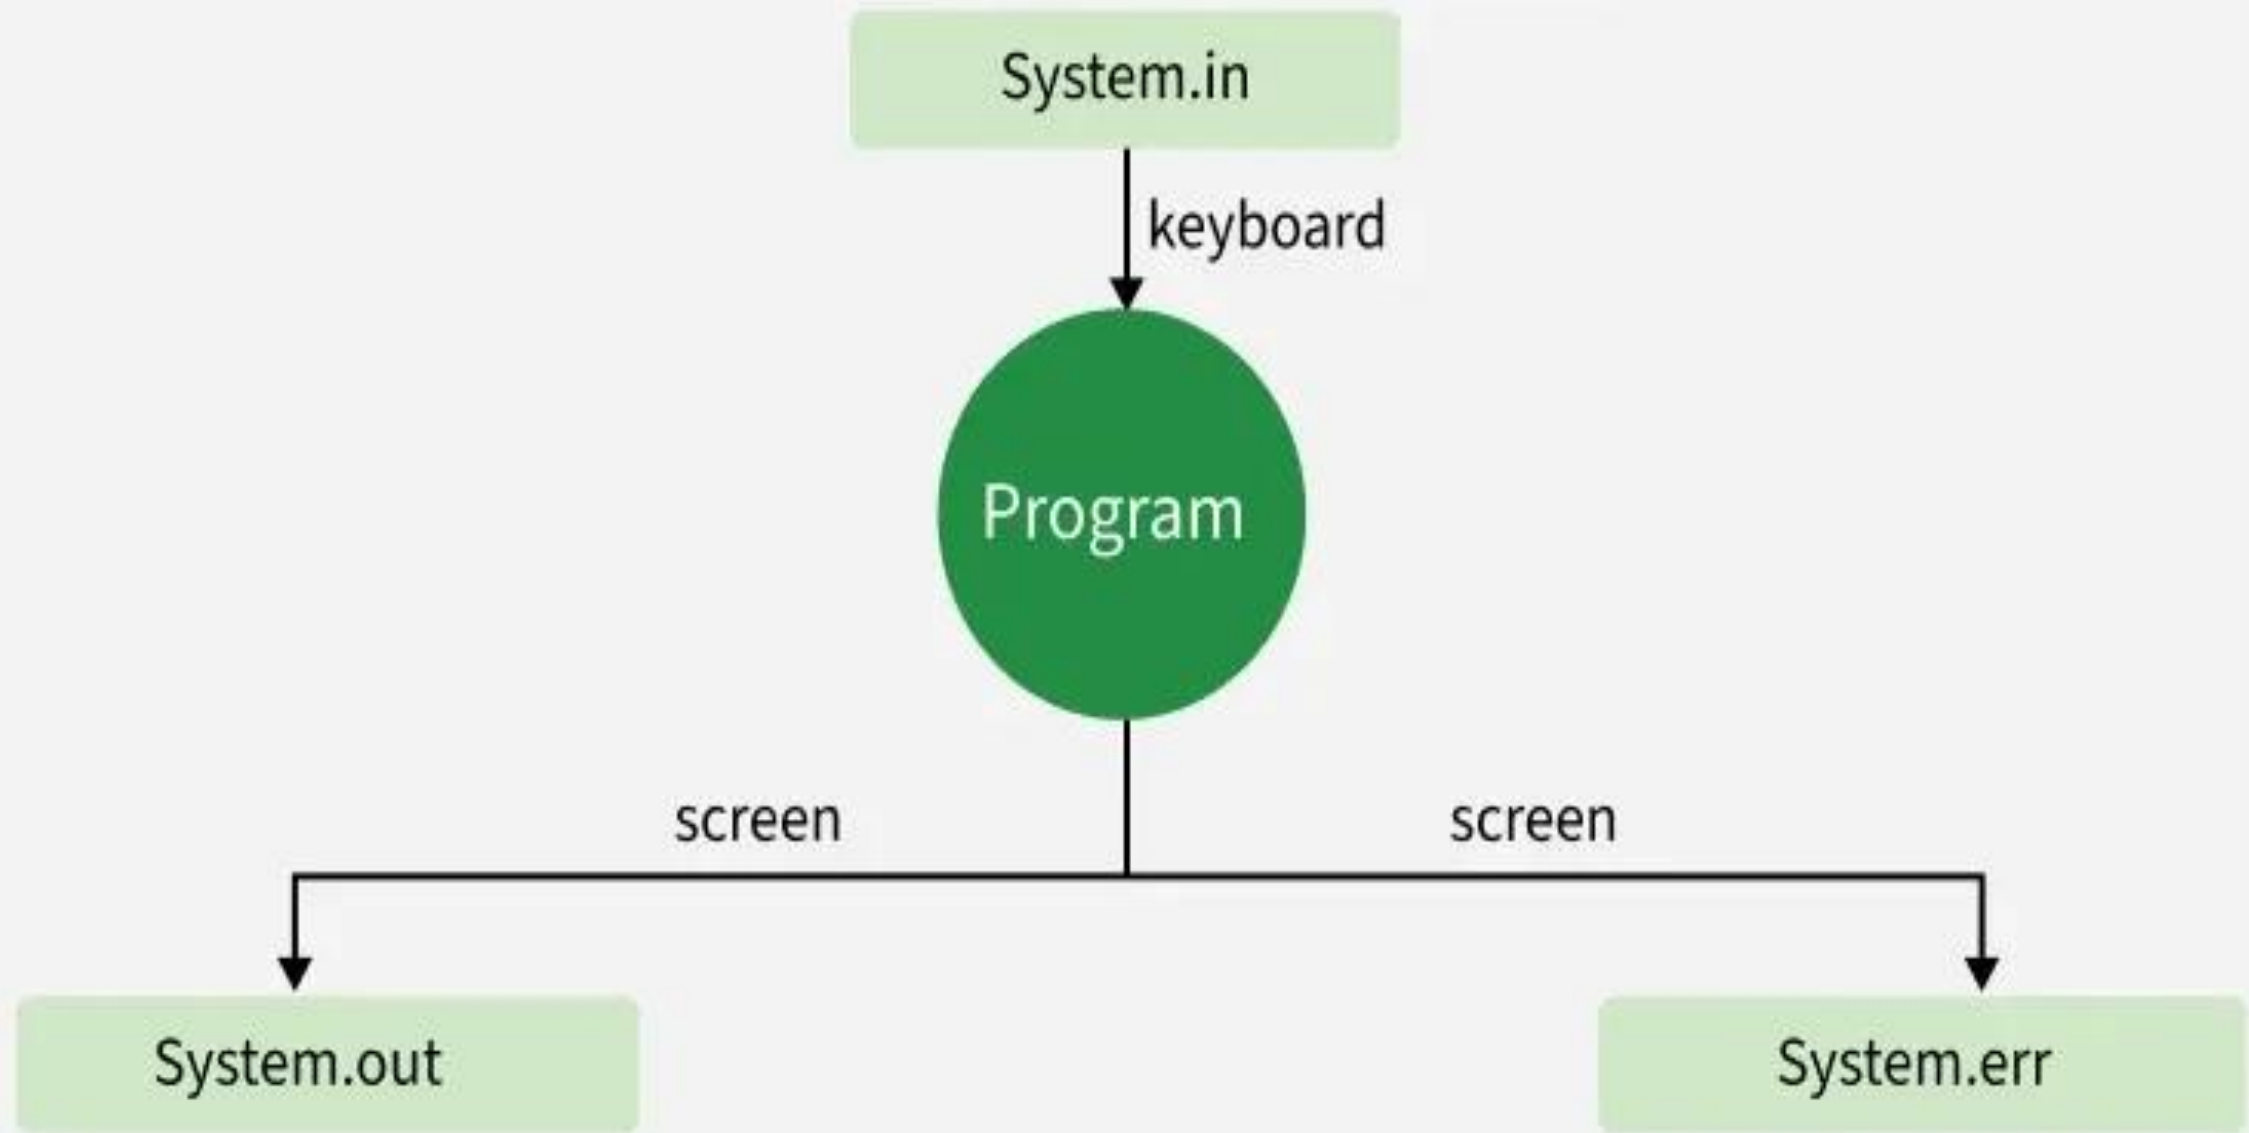 System.in
keyboard
Program
screen
screen
System.out
System.err